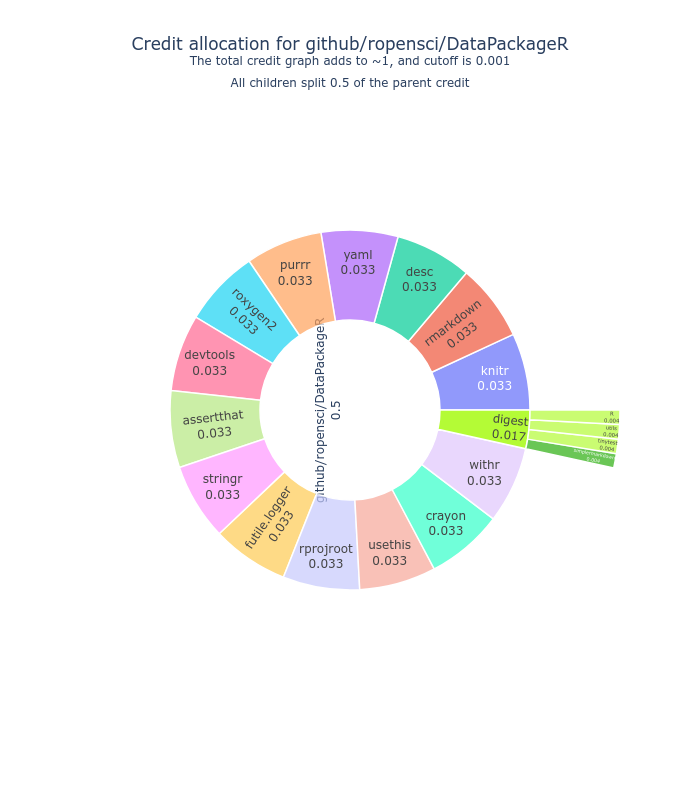 Credit allocation for github/ropensci/DataPackageR
The total credit graph adds to ~1, and cutoff is 0.001
All children split 0.5 of the parent credit
github/ropensci/DataPackageR
0.5
yaml
0.033
desc
0.033
rmarkdown
0.033
knitr
0.033
digest
0.017
R
0.004
utils
0.004
tinytest
0.004
simplermarkdown
0.004
withr
0.033
crayon
0.033
usethis
0.033
rprojroot
0.033
futile.logger
0.033
stringr
0.033
assertthat
0.033
devtools
0.033
roxygen2
0.033
purrr
0.033